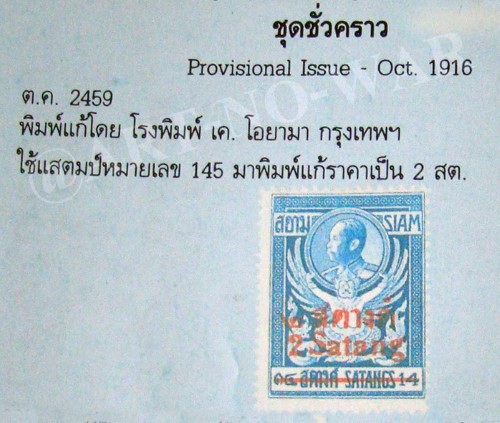 ชุดชั่วคราว
Provisional Issue - Oct. 1916
ต.ค. 2459
พิมพ์แก้โดย โรงพิมพ์ เค. โอยามา กรุงเทพฯ
ใช้แสตมป์หมายเลข 145 มาพิมพ์แก้ราคาเป็น 2 สต.
@ART-NO-WAR
สยาม SIAM
๒ สตางค์
2 Satang
๑๔ สตางค์ SATANGS 14